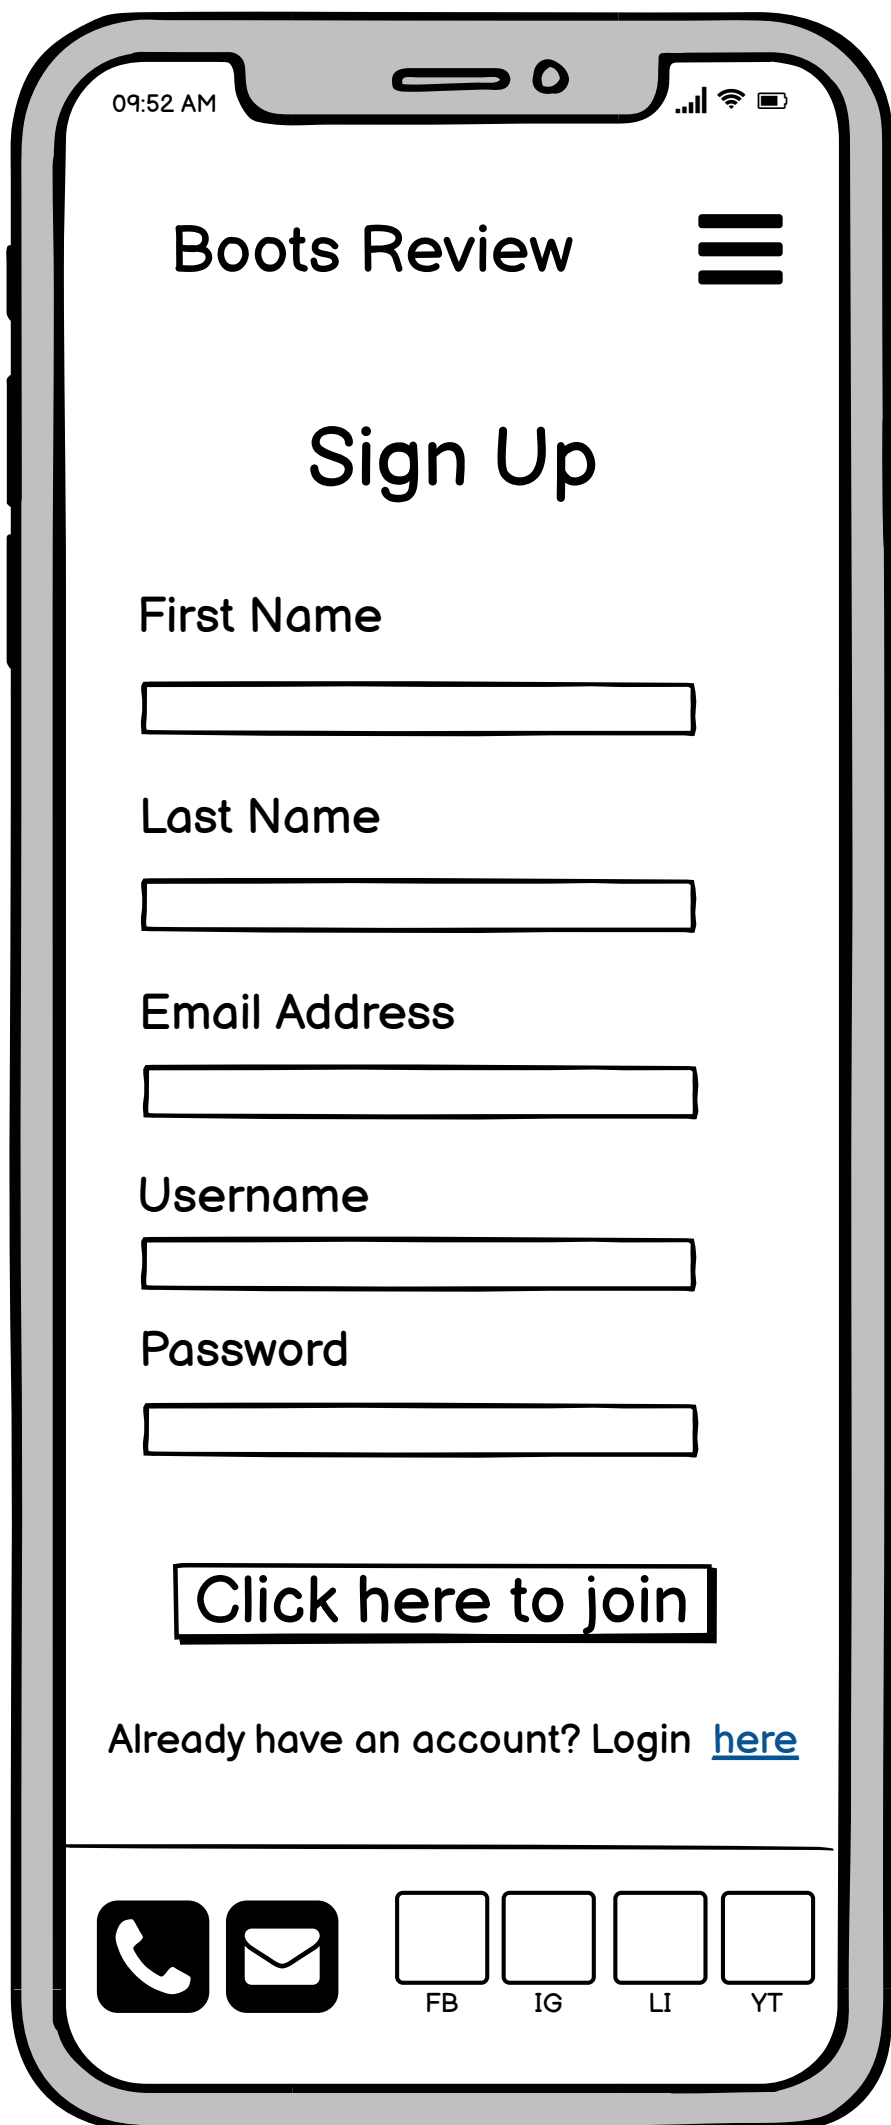 09:52 AM
Boots Review
Sign Up
First Name
Last Name
Email Address
Username
Password
Click here to join
Already have an account? Login here
FB IG LI YT